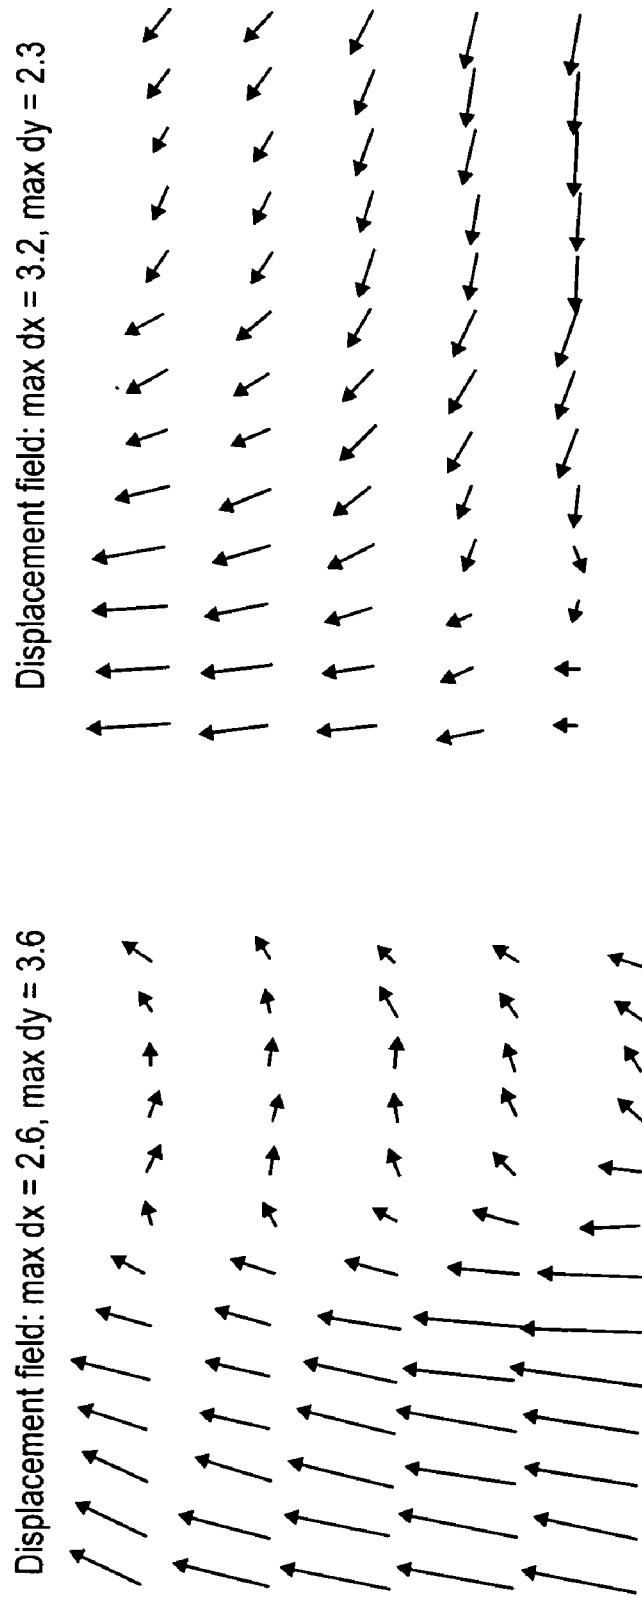 Displacement field: max dx = 2.6, max dy = 3.6
Displacement field: max dx = 3.2, max dy = 2.3